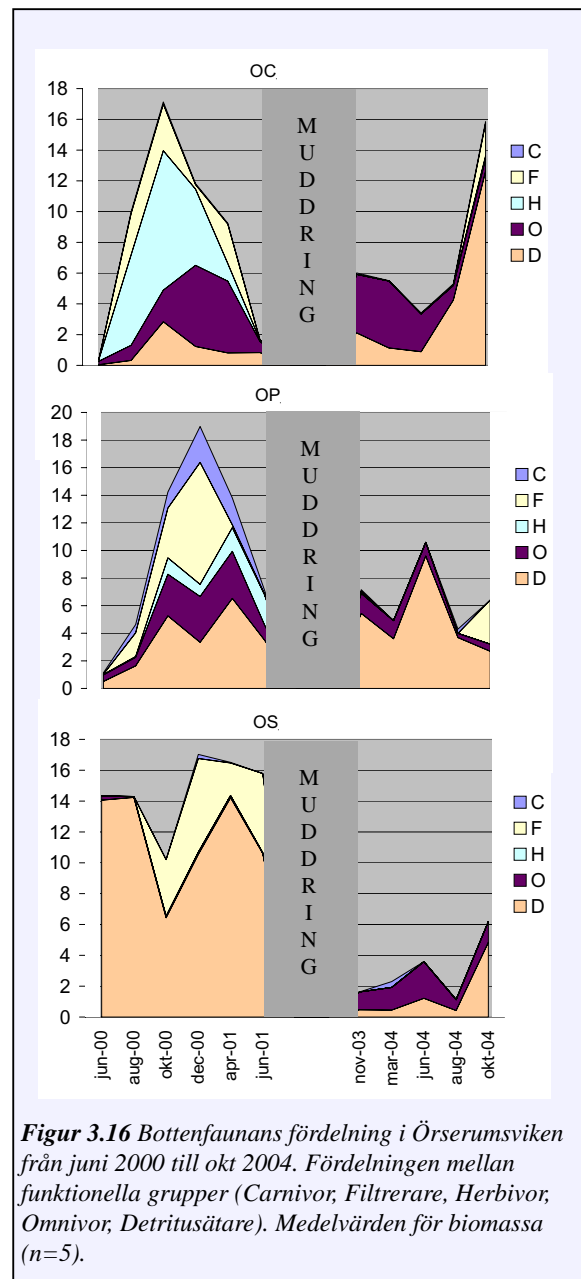 OC
18
16
14
12
10
8
6
4
2
0
MUDDRING
C
F
H
O
D
OP
20
18
16
14
12
10
8
6
4
2
0
MUDDRING
C
F
H
O
D
OS
18
16
14
12
10
8
6
4
2
0
MUDDRING
C
F
H
O
D
jun-00
aug-00
okt-00
dec-00
apr-01
jun-01
nov-03
mar-04
jun-04
aug-04
okt-04
Figur 3.16 Bottenfaunans fördelning i Örserumsviken
från juni 2000 till okt 2004. Fördelningen mellan
funktionella grupper (Carnivor, Filtrerare, Herbivor,
Omnivor, Detritusätare). Medelvärden för biomassa
(n=5).